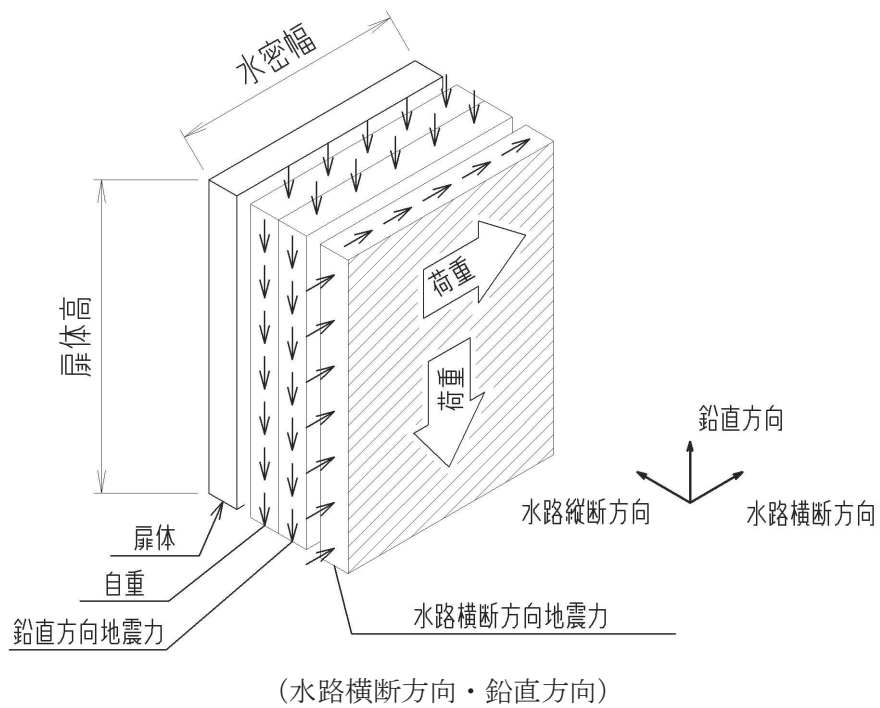 水密幅
扉体高
荷重
荷重
鉛直方向
水路縦断方向
水路横断方向
扉体
自重
鉛直方向地震力
水路横断方向地震力
(水路横断方向・鉛直方向)